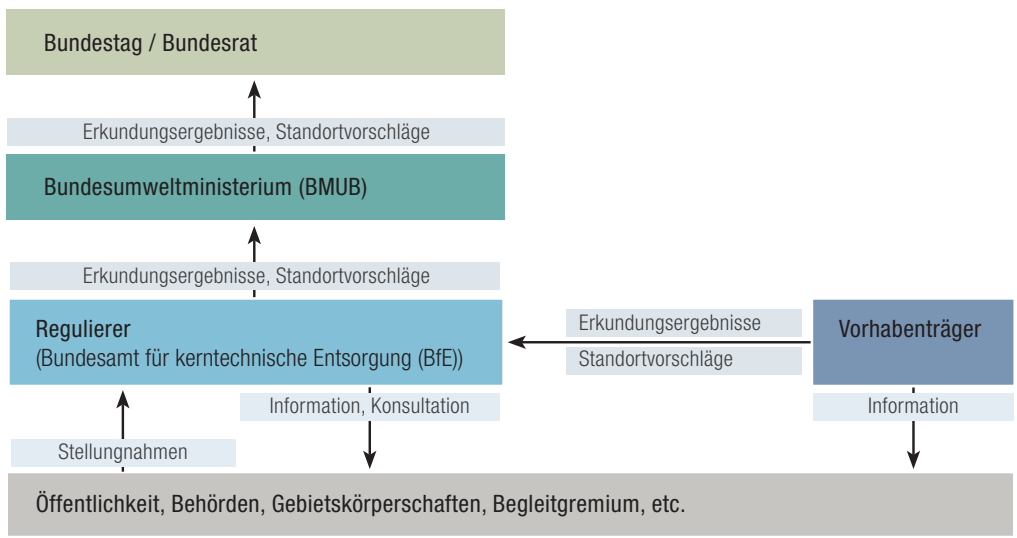 Bundestag / Bundesrat
Erkundungsergebnisse, Standortvorschläge
Bundesumweltministerium (BMUB)
Erkundungsergebnisse, Standortvorschläge
Regulierer
(Bundesamt für kerntechnische Entsorgung (BfE))
Erkundungsergebnisse
Standortvorschläge
Vorhabenträger
Information, Konsultation
Information
Stellungnahmen
Öffentlichkeit, Behörden, Gebietskörperschaften, Begleitgremium, etc.